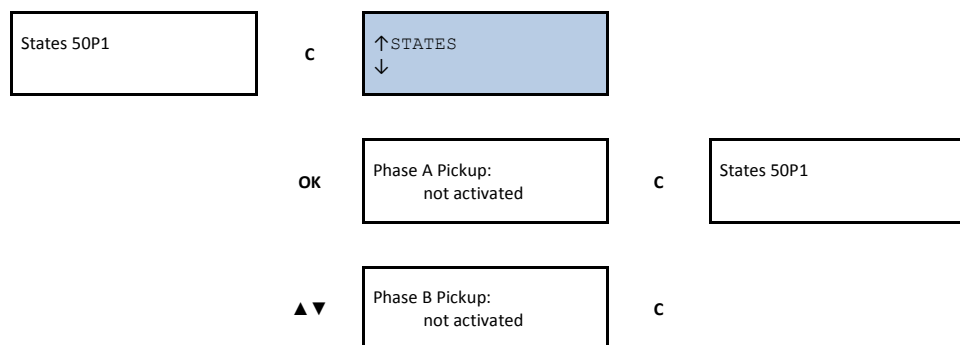 States 50P1
C
↑STATES
↓
OK
Phase A Pickup:
not activated
C
States 50P1
▲▼
Phase B Pickup:
not activated
C